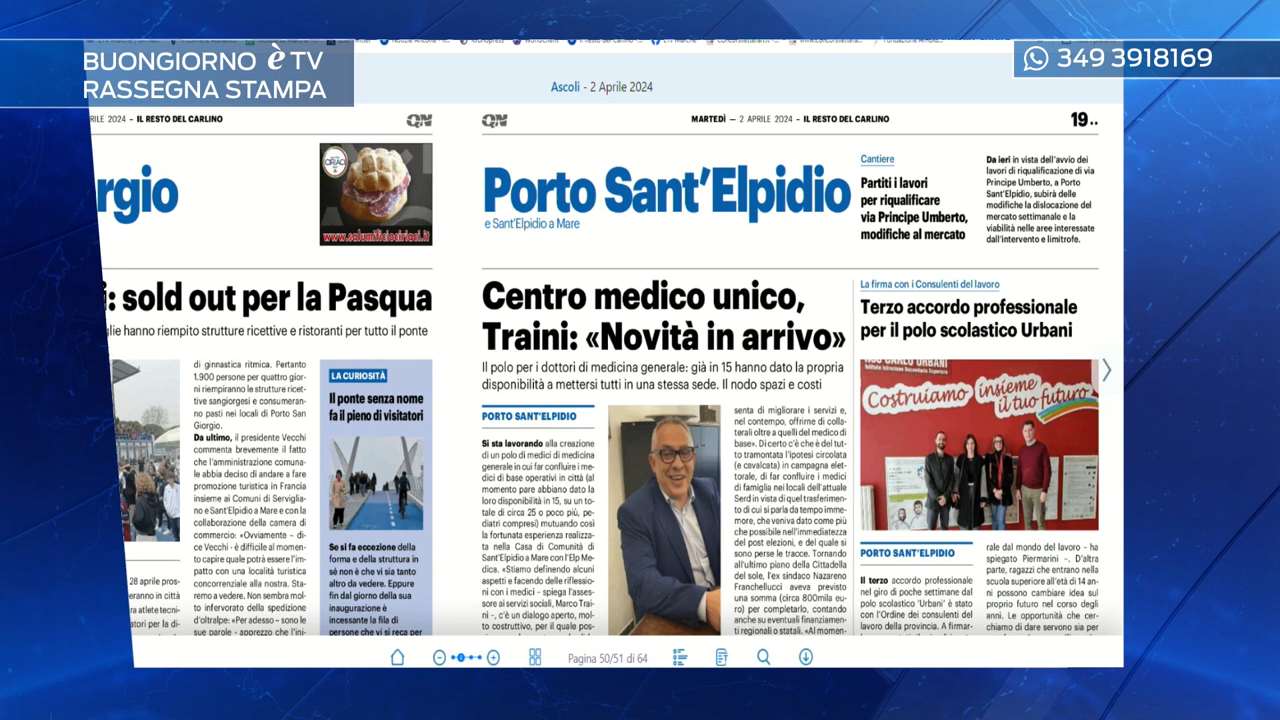 BUONGIORNO è TV
RASSEGNA STAMPA
349 3918169
Ascoli - 2 Aprile 2024
RILE 2024 – IL RESTO DEL CARLINO
QN
rgio
CIRIACI
www.salumificiociriaci.it
: sold out per la Pasqua
lie hanno riempito strutture ricettive e ristoranti per tutto il ponte
di ginnastica ritmica. Pertanto
1.900 persone per quattro gior-
ni riempiranno le strutture ricet-
tive sangiorgesi e consumeran-
no pasti nei locali di Porto San
Giorgio.
Da ultimo, il presidente Vecchi
commenta brevemente il fatto
che l'amministrazione comuna-
le abbia deciso di andare a fare
promozione turistica in Francia
insieme ai Comuni di Serviglia-
no e Sant'Elpidio a Mare e con la
collaborazione della camera di
commercio: «Ovviamente – di-
ce Vecchi - è difficile al momen-
to capire quale potrà essere l'im-
patto con una località turistica
concorrenziale alla nostra. Sta-
remo a vedere. Non sembra mol-
to infervorato della spedizione
d'oltralpe: «Per adesso – sono le
sue parole - apprezzo che l'ini-
28 aprile pros-
eranno in città
ra atlete tecni-
atori per la di-
LA CURIOSITÀ
Il ponte senza nome
fa il pieno di visitatori
Se si fa eccezione della
forma e della struttura in
sé non è che vi sia tanto
altro da vedere. Eppure
fin dal giorno della sua
inaugurazione è
incessante la fila di
persone che vi si reca per
QN
MARTEDÌ — 2 APRILE 2024 – IL RESTO DEL CARLINO
19..
Porto Sant'Elpidio
e Sant'Elpidio a Mare
Cantiere
Partiti i lavori
per riqualificare
via Principe Umberto,
modifiche al mercato
Da ieri in vista dell'avvio dei
lavori di riqualificazione di via
Principe Umberto, a Porto
Sant'Elpidio, subirà delle
modifiche la dislocazione del
mercato settimanale e la
viabilità nelle aree interessate
dall'intervento e limitrofe.
Centro medico unico,
Traini: «Novità in arrivo»
Il polo per i dottori di medicina generale: già in 15 hanno dato la propria
disponibilità a mettersi tutti in una stessa sede. Il nodo spazi e costi
PORTO SANT'ELPIDIO
Si sta lavorando alla creazione
di un polo di medici di medicina
generale in cui far confluire i me-
dici di base operativi in città (al
momento pare abbiano dato la
loro disponibilità in 15, su un to-
tale di circa 25 o poco più, pe-
diatri compresi) mutuando così
la fortunata esperienza realizza-
ta nella Casa di Comunità di
Sant'Elpidio a Mare con l'Elp Me-
dica. «Stiamo definendo alcuni
aspetti e facendo delle riflessio-
ni con i medici - spiega l'assess-
sore ai servizi sociali, Marco Trai-
ni –, c'è un dialogo aperto, mol-
to costruttivo, per il quale pos-
senta di migliorare i servizi e,
nel contempo, offrirne di colla-
terali oltre a quelli del medico di
base». Di certo c'è che è del tut-
to tramontata l'ipotesi circolata
(e cavalcata) in campagna elet-
torale, di far confluire i medici
di famiglia nei locali dell'attuale
Serd in vista di quel trasferimen-
to di cui si parla da tempo imme-
more, che veniva dato come più
che possibile nell'immediatezza
del post elezioni, e del quale si
sono perse le tracce. Tornando
all'ultimo piano della Cittadella
del sole, l'ex sindaco Nazareno
Franchellucci aveva previsto
una somma (circa 800mila eu-
ro) per completarlo, contando
anche su eventuali finanziamen-
ti regionali o statali. «Al momen-
La firma con i Consulenti del lavoro
Terzo accordo professionale
per il polo scolastico Urbani
Costruiamo insieme
il tuo futuro
PORTO SANT'ELPIDIO
Il terzo accordo professionale
nel giro di poche settimane dal
polo scolastico 'Urbani' è stato
con l'Ordine dei consulenti del
lavoro della provincia. A firmar-
rale dal mondo del lavoro – ha
spiegato Piermarini –. D'altra
parte, ragazzi che entrano nella
scuola superiore all'età di 14 an-
ni possono cambiare idea sul
proprio futuro nel corso degli
anni. Le opportunità che cer-
chiamo di dare servono sia per
Pagina 50/51 di 64